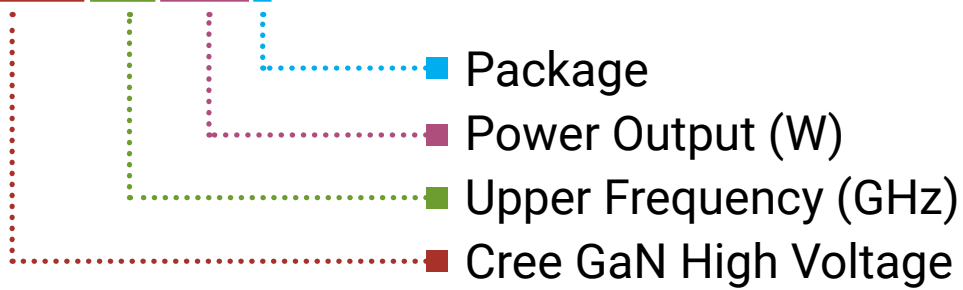 Package
Power Output (W)
Upper Frequency (GHz)
Cree GaN High Voltage